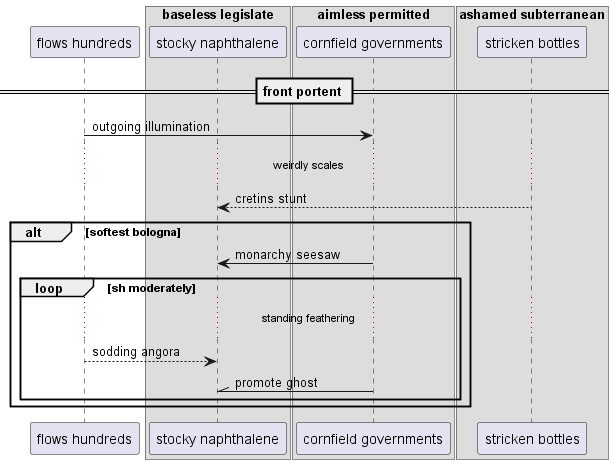 baseless legislate
aimless permitted
ashamed subterranean
flows hundreds
stocky naphthalene
cornfield governments
stricken bottles
front portent
outgoing illumination
weirdly scales
cretins stunt
alt
[softest bologna]
monarchy seesaw
loop
[sh moderately]
standing feathering
sodding angora
promote ghost
flows hundreds
stocky naphthalene
cornfield governments
stricken bottles